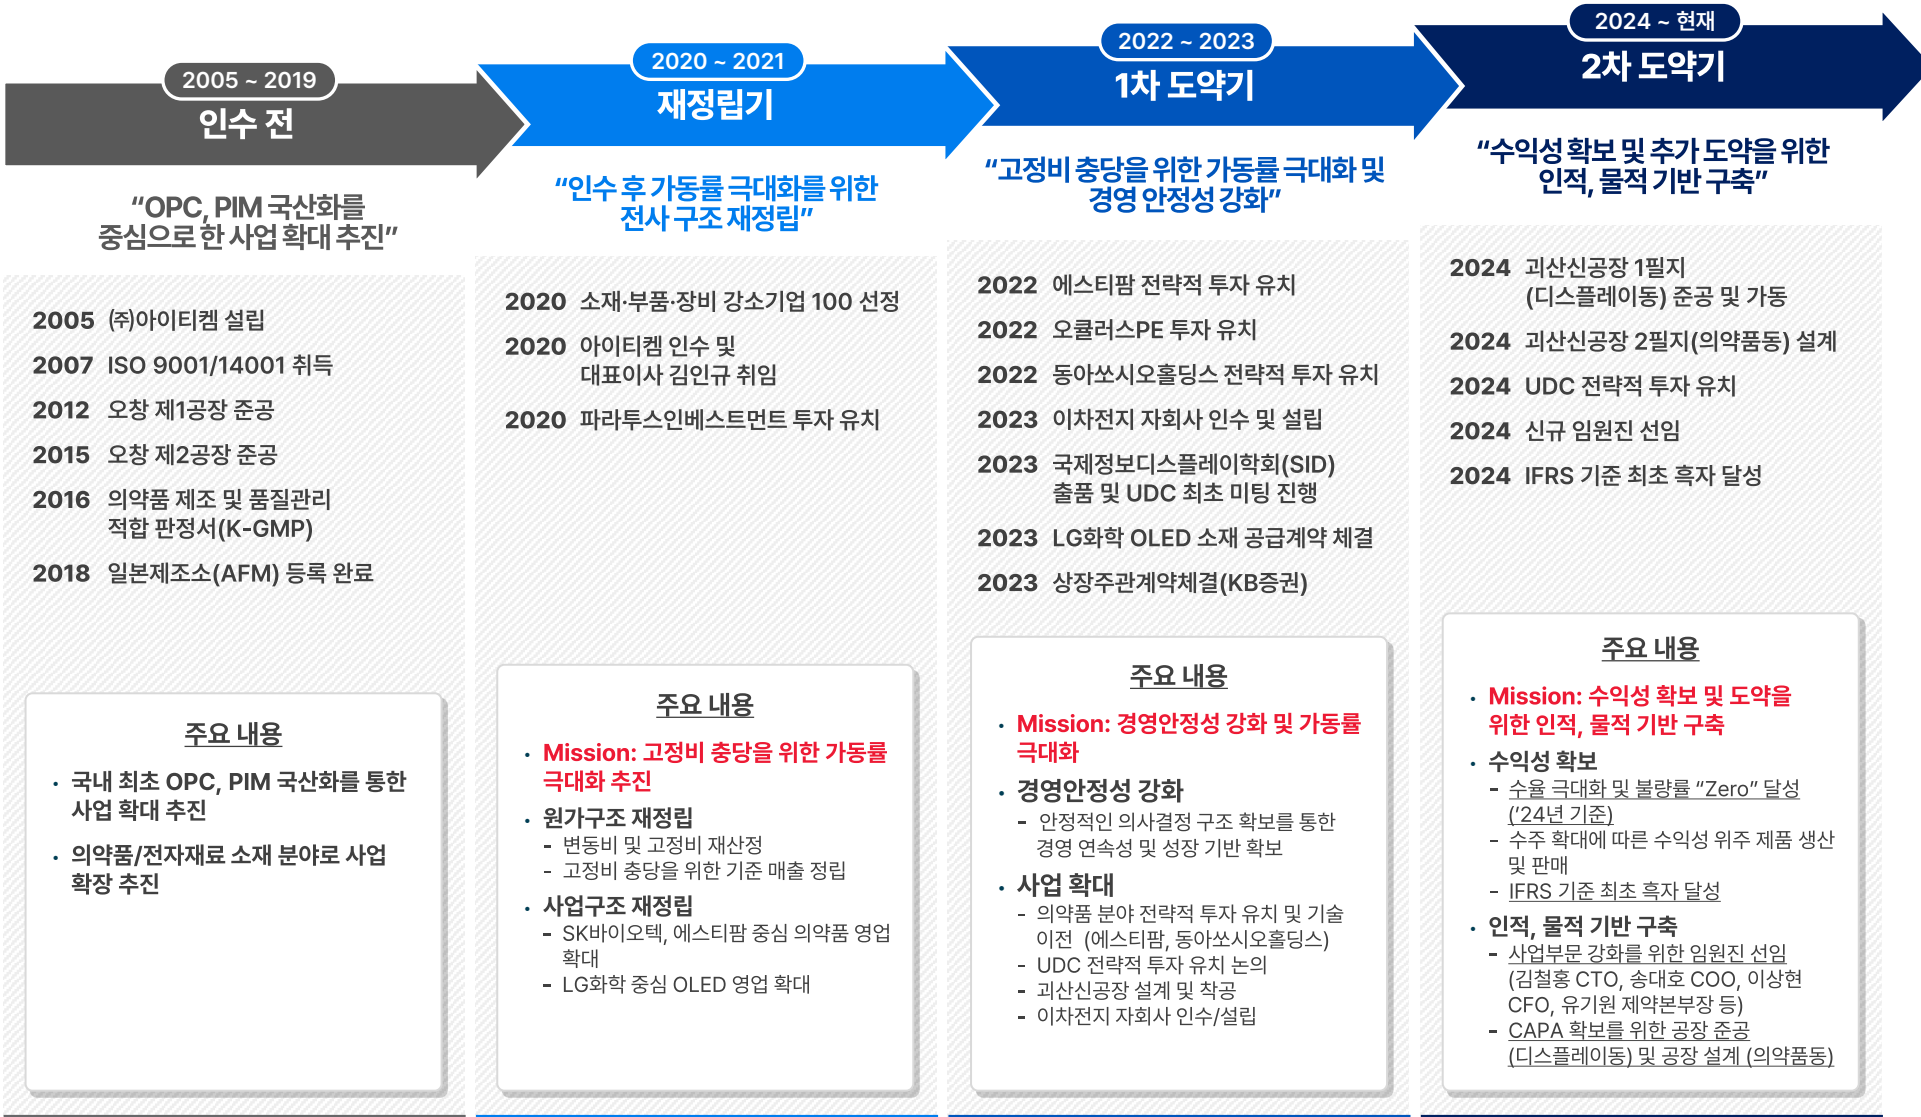 2005 ~ 2019
인수 전
“OPC, PIM 국산화를
중심으로 한 사업 확대 추진”
2005 ㈜아이티켐 설립
2007 ISO 9001/14001 취득
2012 오창 제1공장 준공
2015 오창 제2공장 준공
2016 의약품 제조 및 품질관리
적합 판정서(K-GMP)
2018 일본제조소(AFM) 등록 완료
주요 내용
· 국내 최초 OPC, PIM 국산화를 통한
사업 확대 추진
· 의약품/전자재료 소재 분야로 사업
확장 추진
2020 ~ 2021
재정립기
“인수 후 가동률 극대화를 위한
전사 구조 재정립”
2020 소재·부품·장비 강소기업 100 선정
2020 아이티켐 인수 및
대표이사 김인규 취임
2020 파라투스인베스트먼트 투자 유치
주요 내용
· Mission: 고정비 충당을 위한 가동률
극대화 추진
· 원가구조 재정립
- 변동비 및 고정비 재산정
- 고정비 충당을 위한 기준 매출 정립
· 사업구조 재정립
- SK바이오텍, 에스티팜 중심 의약품 영업
확대
- LG화학 중심 OLED 영업 확대
2022 ~ 2023
1차 도약기
“고정비 충당을 위한 가동률 극대화 및
경영 안정성 강화”
2022 에스티팜 전략적 투자 유치
2022 오큘러스PE 투자 유치
2022 동아쏘시오홀딩스 전략적 투자 유치
2023 이차전지 자회사 인수 및 설립
2023 국제정보디스플레이학회(SID)
출품 및 UDC 최초 미팅 진행
2023 LG화학 OLED 소재 공급계약 체결
2023 상장주관계약체결(KB증권)
주요 내용
· Mission: 경영안정성 강화 및 가동률
극대화
· 경영안정성 강화
- 안정적인 의사결정 구조 확보를 통한
경영 연속성 및 성장 기반 확보
· 사업 확대
- 의약품 분야 전략적 투자 유치 및 기술
이전 (에스티팜, 동아쏘시오홀딩스)
- UDC 전략적 투자 유치 논의
- 괴산신공장 설계 및 착공
- 이차전지 자회사 인수/설립
2024 ~ 현재
2차 도약기
“수익성 확보 및 추가 도약을 위한
인적, 물적 기반 구축”
2024 괴산신공장 1필지
(디스플레이동) 준공 및 가동
2024 괴산신공장 2필지(의약품동) 설계
2024 UDC 전략적 투자 유치
2024 신규 임원진 선임
2024 IFRS 기준 최초 흑자 달성
주요 내용
· Mission: 수익성 확보 및 도약을
위한 인적, 물적 기반 구축
· 수익성 확보
- 수율 극대화 및 불량률 “Zero” 달성
(’24년 기준)
- 수주 확대에 따른 수익성 위주 제품 생산
및 판매
- IFRS 기준 최초 흑자 달성
· 인적, 물적 기반 구축
- 사업부문 강화를 위한 임원진 선임
(김철홍 CTO, 송대호 COO, 이상현
CFO, 유기원 제약본부장 등)
- CAPA 확보를 위한 공장 준공
(디스플레이동) 및 공장 설계 (의약품동)